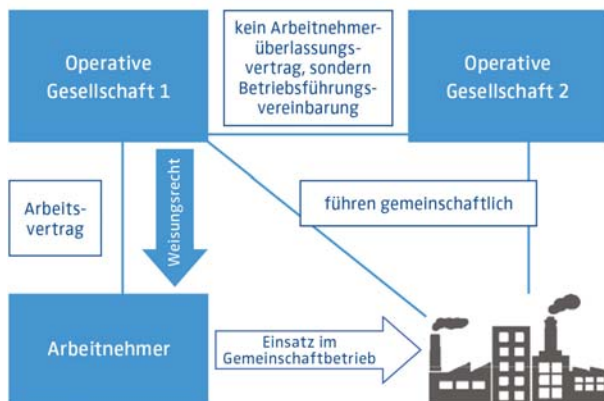 Operative
Gesellschaft 1
kein Arbeitnehmer-
überlassungs-
vertrag, sondern
Betriebsführungs-
vereinbarung
Operative
Gesellschaft 2
Arbeits-
vertrag
Weisungsrecht
führen gemeinschaftlich
Arbeitnehmer
Einsatz im
Gemeinschaftbetrieb